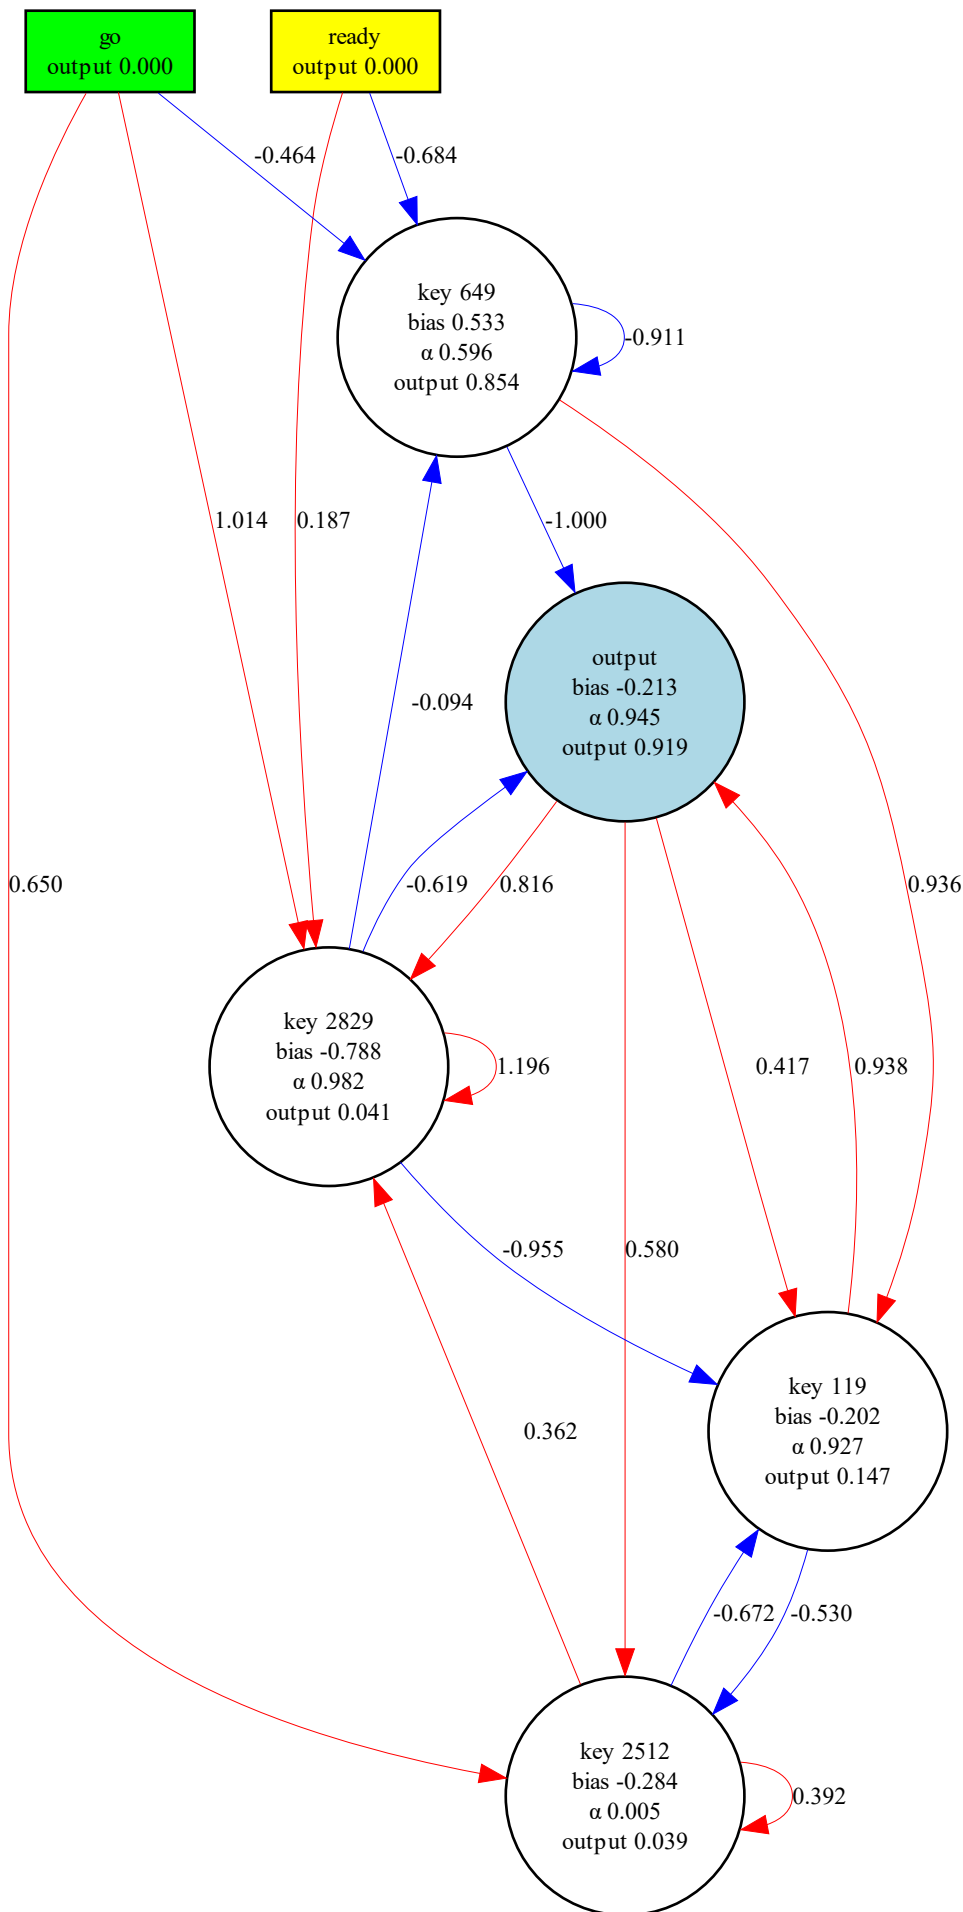 go
output 0.000
ready
output 0.000
-0.464
-0.684
key 649
bias 0.533
α 0.596
output 0.854
-0.911
1.014
0.187
-1.000
output
bias -0.213
α 0.945
output 0.919
-0.094
0.650
-0.619
0.816
0.936
key 2829
bias -0.788
α 0.982
output 0.041
1.196
0.417
0.938
-0.955
0.580
key 119
bias -0.202
α 0.927
output 0.147
0.362
-0.672
-0.530
key 2512
bias -0.284
α 0.005
output 0.039
0.392